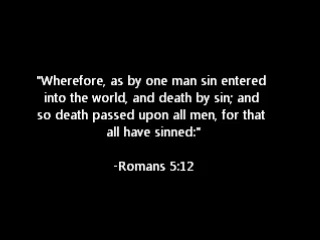 "Wherefore, as by one man sin entered
into the world, and death by sin; and
so death passed upon all men, for that
all have sinned:"
-Romans 5:12